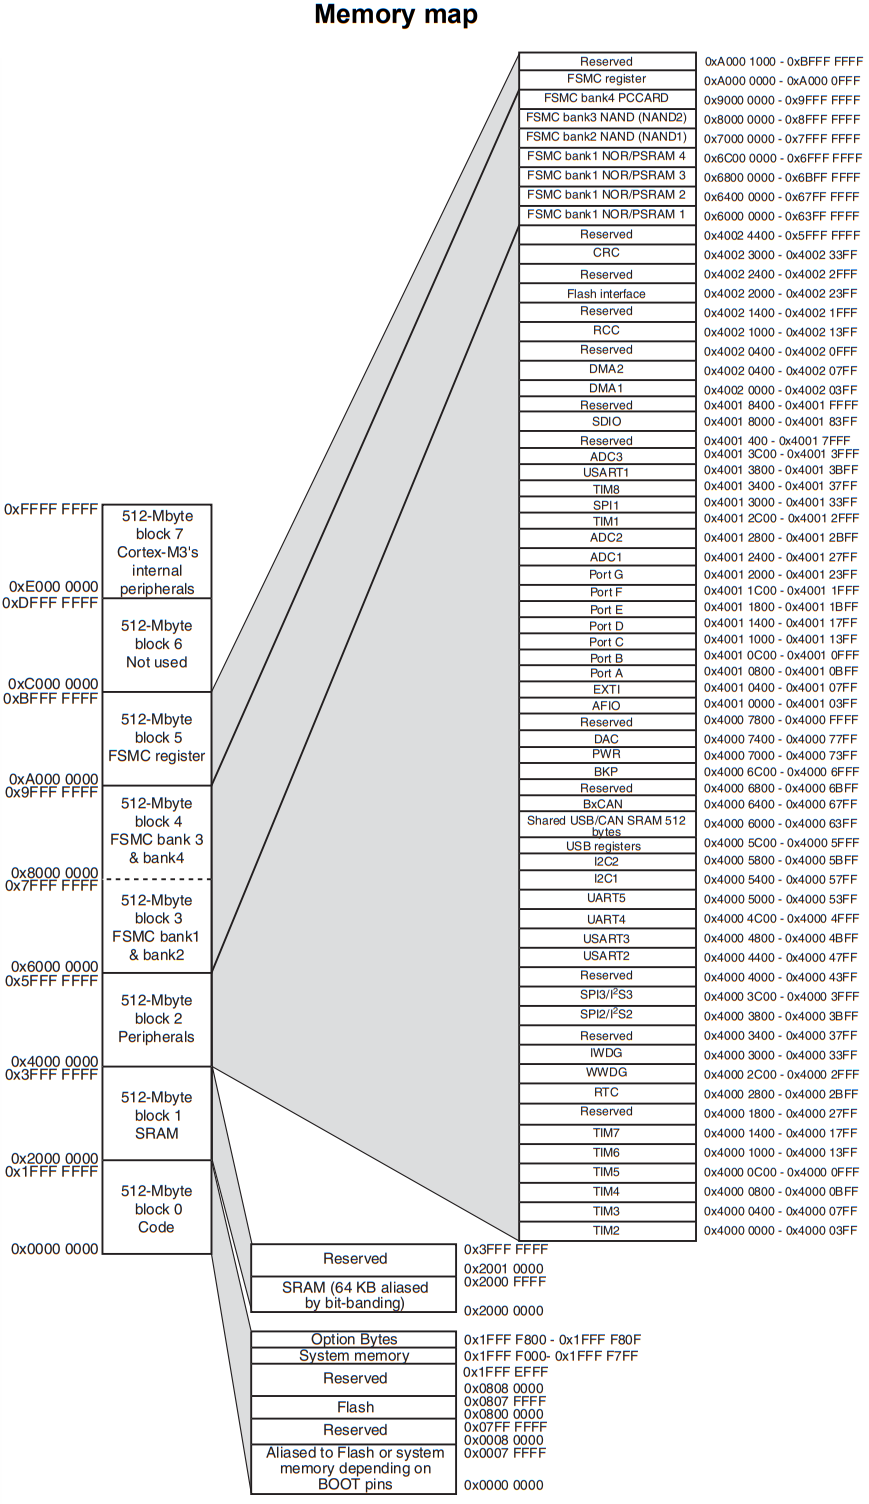 Memory map
Reserved 0xA000 1000 - 0xBFFF FFFF
FSMC register 0xA000 0000 - 0xA000 0FFF
FSMC bank4 PCCARD 0x9000 0000 - 0x9FFF FFFF
FSMC bank3 NAND (NAND2) 0x8000 0000 - 0x8FFF FFFF
FSMC bank2 NAND (NAND1) 0x7000 0000 - 0x7FFF FFFF
FSMC bank1 NOR/PSRAM 4 0x6C00 0000 - 0x6FFF FFFF
FSMC bank1 NOR/PSRAM 3 0x6800 0000 - 0x6BFF FFFF
FSMC bank1 NOR/PSRAM 2 0x6400 0000 - 0x67FF FFFF
FSMC bank1 NOR/PSRAM 1 0x6000 0000 - 0x63FF FFFF
Reserved 0x4002 4400 - 0x5FFF FFFF
CRC 0x4002 3000 - 0x4002 33FF
Reserved 0x4002 2400 - 0x4002 2FFF
Flash interface 0x4002 2000 - 0x4002 23FF
Reserved 0x4002 1400 - 0x4002 1FFF
RCC 0x4002 1000 - 0x4002 13FF
Reserved 0x4002 0400 - 0x4002 0FFF
DMA2 0x4002 0400 - 0x4002 07FF
DMA1 0x4002 0000 - 0x4002 03FF
Reserved 0x4001 8400 - 0x4001 FFFF
SDIO 0x4001 8000 - 0x4001 83FF
Reserved 0x4001 400 - 0x4001 7FFF
ADC3 0x4001 3C00 - 0x4001 3FFF
USART1 0x4001 3800 - 0x4001 3BFF
TIM8 0x4001 3400 - 0x4001 37FF
SPI1 0x4001 3000 - 0x4001 33FF
TIM1 0x4001 2C00 - 0x4001 2FFF
ADC2 0x4001 2800 - 0x4001 2BFF
ADC1 0x4001 2400 - 0x4001 27FF
Port G 0x4001 2000 - 0x4001 23FF
Port F 0x4001 1C00 - 0x4001 1FFF
Port E 0x4001 1800 - 0x4001 1BFF
Port D 0x4001 1400 - 0x4001 17FF
Port C 0x4001 1000 - 0x4001 13FF
Port B 0x4001 0C00 - 0x4001 0FFF
Port A 0x4001 0800 - 0x4001 0BFF
EXTI 0x4001 0400 - 0x4001 07FF
AFIO 0x4001 0000 - 0x4001 03FF
Reserved 0x4000 7800 - 0x4000 FFFF
DAC 0x4000 7400 - 0x4000 77FF
PWR 0x4000 7000 - 0x4000 73FF
BKP 0x4000 6C00 - 0x4000 6FFF
Reserved 0x4000 6800 - 0x4000 6BFF
BxCAN 0x4000 6400 - 0x4000 67FF
Shared USB/CAN SRAM 512 0x4000 6000 - 0x4000 63FF
bytes
USB registers 0x4000 5C00 - 0x4000 5FFF
I2C2 0x4000 5800 - 0x4000 5BFF
I2C1 0x4000 5400 - 0x4000 57FF
UART5 0x4000 5000 - 0x4000 53FF
UART4 0x4000 4C00 - 0x4000 4FFF
USART3 0x4000 4800 - 0x4000 4BFF
USART2 0x4000 4400 - 0x4000 47FF
Reserved 0x4000 4000 - 0x4000 43FF
SPI3/I²S3 0x4000 3C00 - 0x4000 3FFF
SPI2/I²S2 0x4000 3800 - 0x4000 3BFF
Reserved 0x4000 3400 - 0x4000 37FF
IWDG 0x4000 3000 - 0x4000 33FF
WWDG 0x4000 2C00 - 0x4000 2FFF
RTC 0x4000 2800 - 0x4000 2BFF
Reserved 0x4000 1800 - 0x4000 27FF
TIM7 0x4000 1400 - 0x4000 17FF
TIM6 0x4000 1000 - 0x4000 13FF
TIM5 0x4000 0C00 - 0x4000 0FFF
TIM4 0x4000 0800 - 0x4000 0BFF
TIM3 0x4000 0400 - 0x4000 07FF
TIM2 0x4000 0000 - 0x4000 03FF
0xFFFF FFFF
512-Mbyte
block 7
Cortex-M3's
internal
peripherals
0xE000 0000
0xDFFF FFFF
512-Mbyte
block 6
Not used
0xC000 0000
0xBFFF FFFF
512-Mbyte
block 5
FSMC register
0xA000 0000
0x9FFF FFFF
512-Mbyte
block 4
FSMC bank 3
& bank4
0x8000 0000
0x7FFF FFFF
512-Mbyte
block 3
FSMC bank1
& bank2
0x6000 0000
0x5FFF FFFF
512-Mbyte
block 2
Peripherals
0x4000 0000
0x3FFF FFFF
512-Mbyte
block 1
SRAM
0x2000 0000
0x1FFF FFFF
512-Mbyte
block 0
Code
0x0000 0000
0x3FFF FFFF
Reserved
0x2001 0000
0x2000 FFFF
SRAM (64 KB aliased
by bit-banding)
0x2000 0000
Option Bytes 0x1FFF F800 - 0x1FFF F80F
System memory 0x1FFF F000- 0x1FFF F7FF
0x1FFF EFFF
Reserved
0x0808 0000
0x0807 FFFF
Flash
0x0800 0000
0x07FF FFFF
Reserved
0x0008 0000
Aliased to Flash or system 0x0007 FFFF
memory depending on
BOOT pins 0x0000 0000